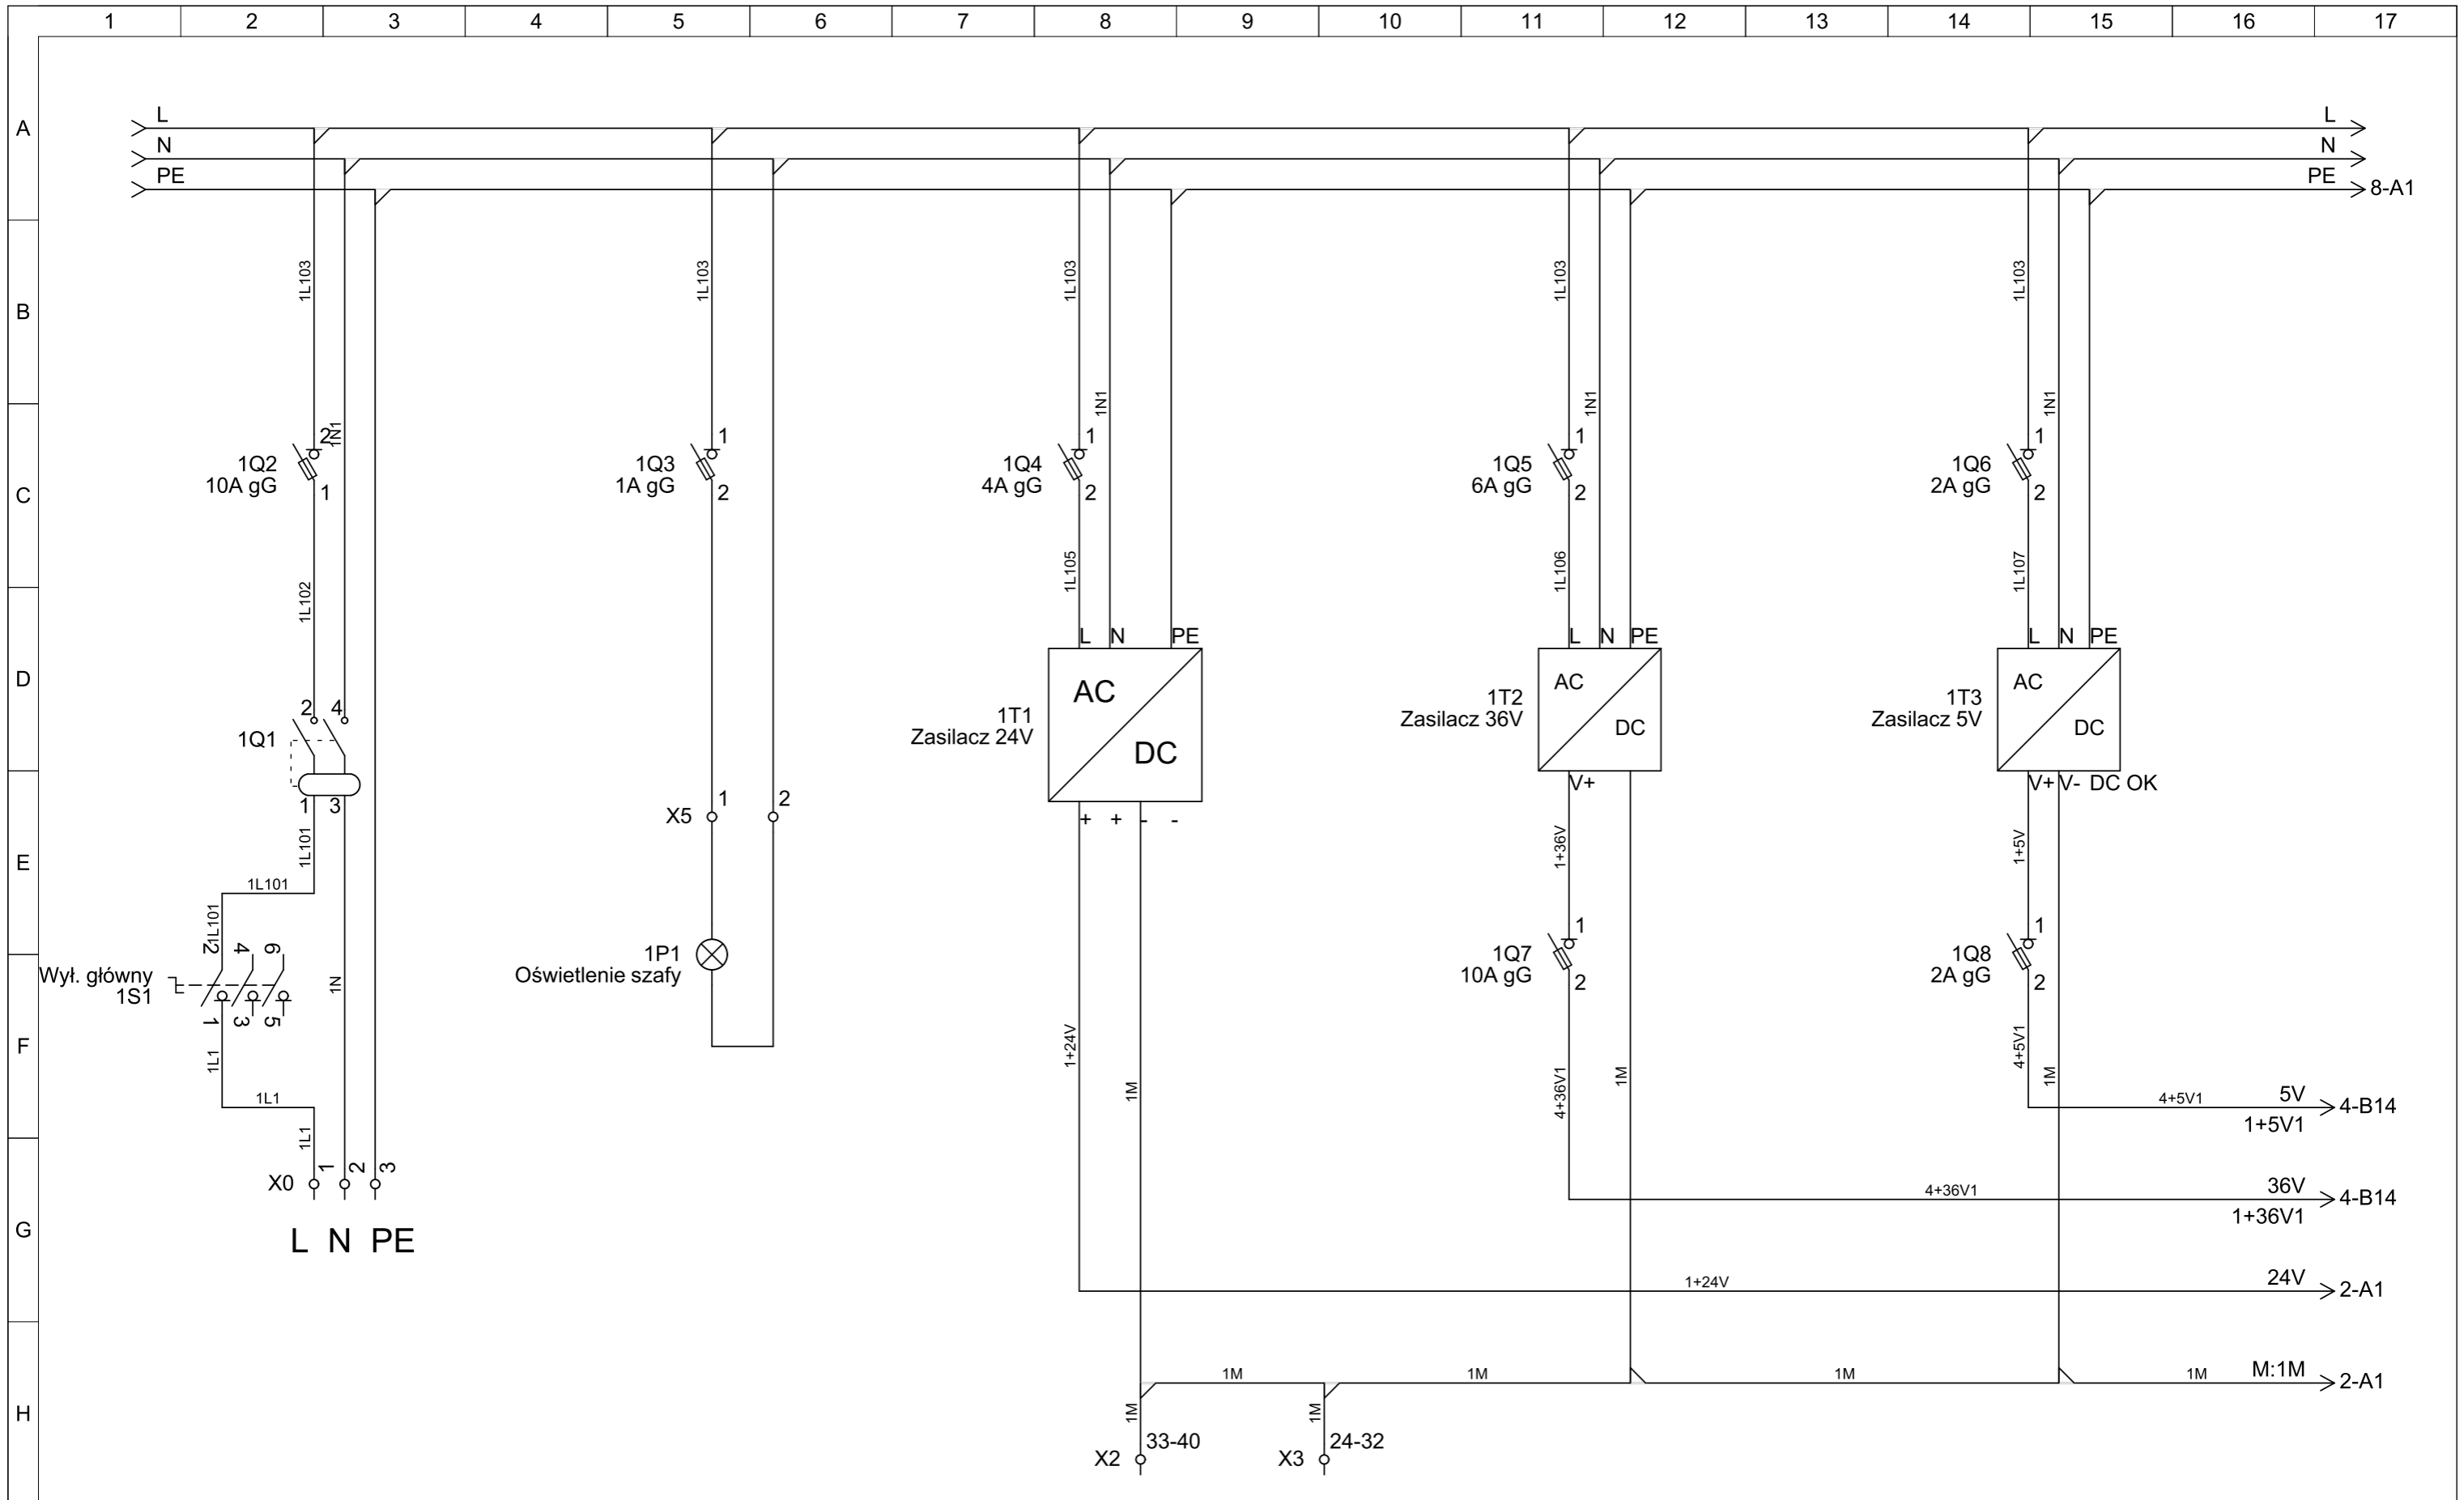 1 2 3 4 5 6 7 8 9 10 11 12 13 14 15 16 17
A
L
L
N
N
PE
PE
8-A1
B
1L103
1L103
1L103
1L103
1L103
1N1
1N1
1N1
1N1
C
2
1Q2
10A gG
1
1
1Q3
1A gG
2
1
1Q4
4A gG
2
1
1Q5
6A gG
2
1
1Q6
2A gG
2
1L102
1L105
1L106
1L107
D
2 4
1Q1
1 3
L N PE
AC
DC
1T1
Zasilacz 24V
+ + - -
L N PE
AC
DC
1T2
Zasilacz 36V
V+
L N PE
AC
DC
1T3
Zasilacz 5V
V+ V- DC OK
E
1L101
1L101
1L101
X5
1
2
1+36V
1+5V
2 4 6
Wył. główny
1S1
1 3 5
1N
1P1
Oświetlenie szafy
1
1Q7
10A gG
2
1
1Q8
2A gG
2
F
1L1
1L1
1L1
1+24V
1M
4+36V1
1M
4+5V1
1M
4+5V1
5V
4-B14
1+5V1
G
X0
1 2 3
L N PE
4+36V1
36V
4-B14
1+36V1
1+24V
24V
2-A1
H
1M
1M
1M
1M
M:1M
2-A1
1M
1M
X2
33-40
X3
24-32